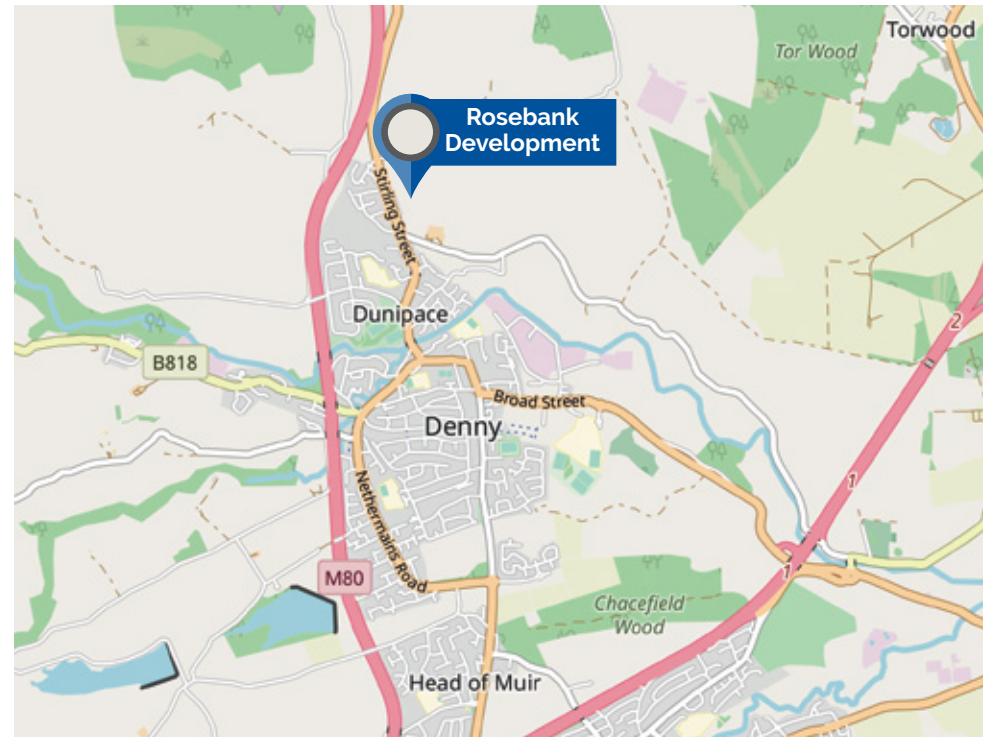 Torwood
Tor Wood
Rosebank
Development
Stirling Street
Dunipace
2
B818
Broad Street
Denny
1
Nethermains Road
M80
1
Chacefield
Wood
Head of Muir